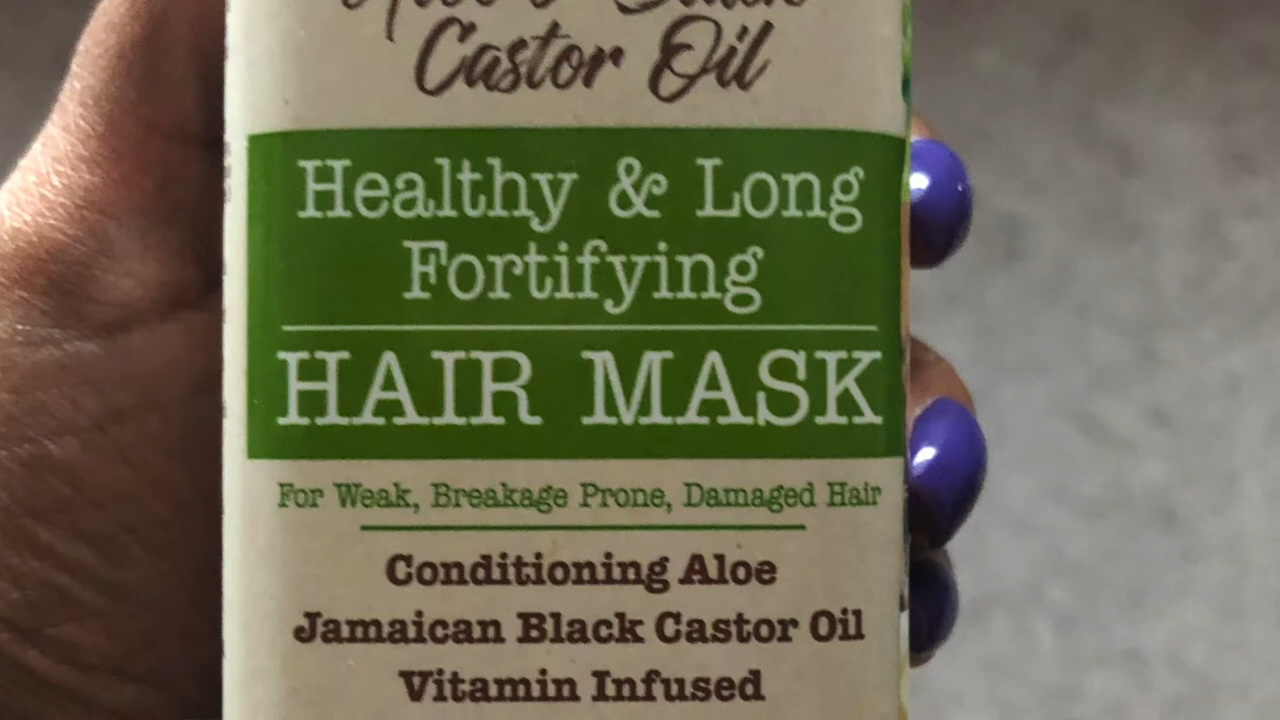 Castor Oil
Healthy & Long
Fortifying
HAIR MASK
For Weak, Breakage Prone, Damaged Hair
Conditioning Aloe
Jamaican Black Castor Oil
Vitamin Infused